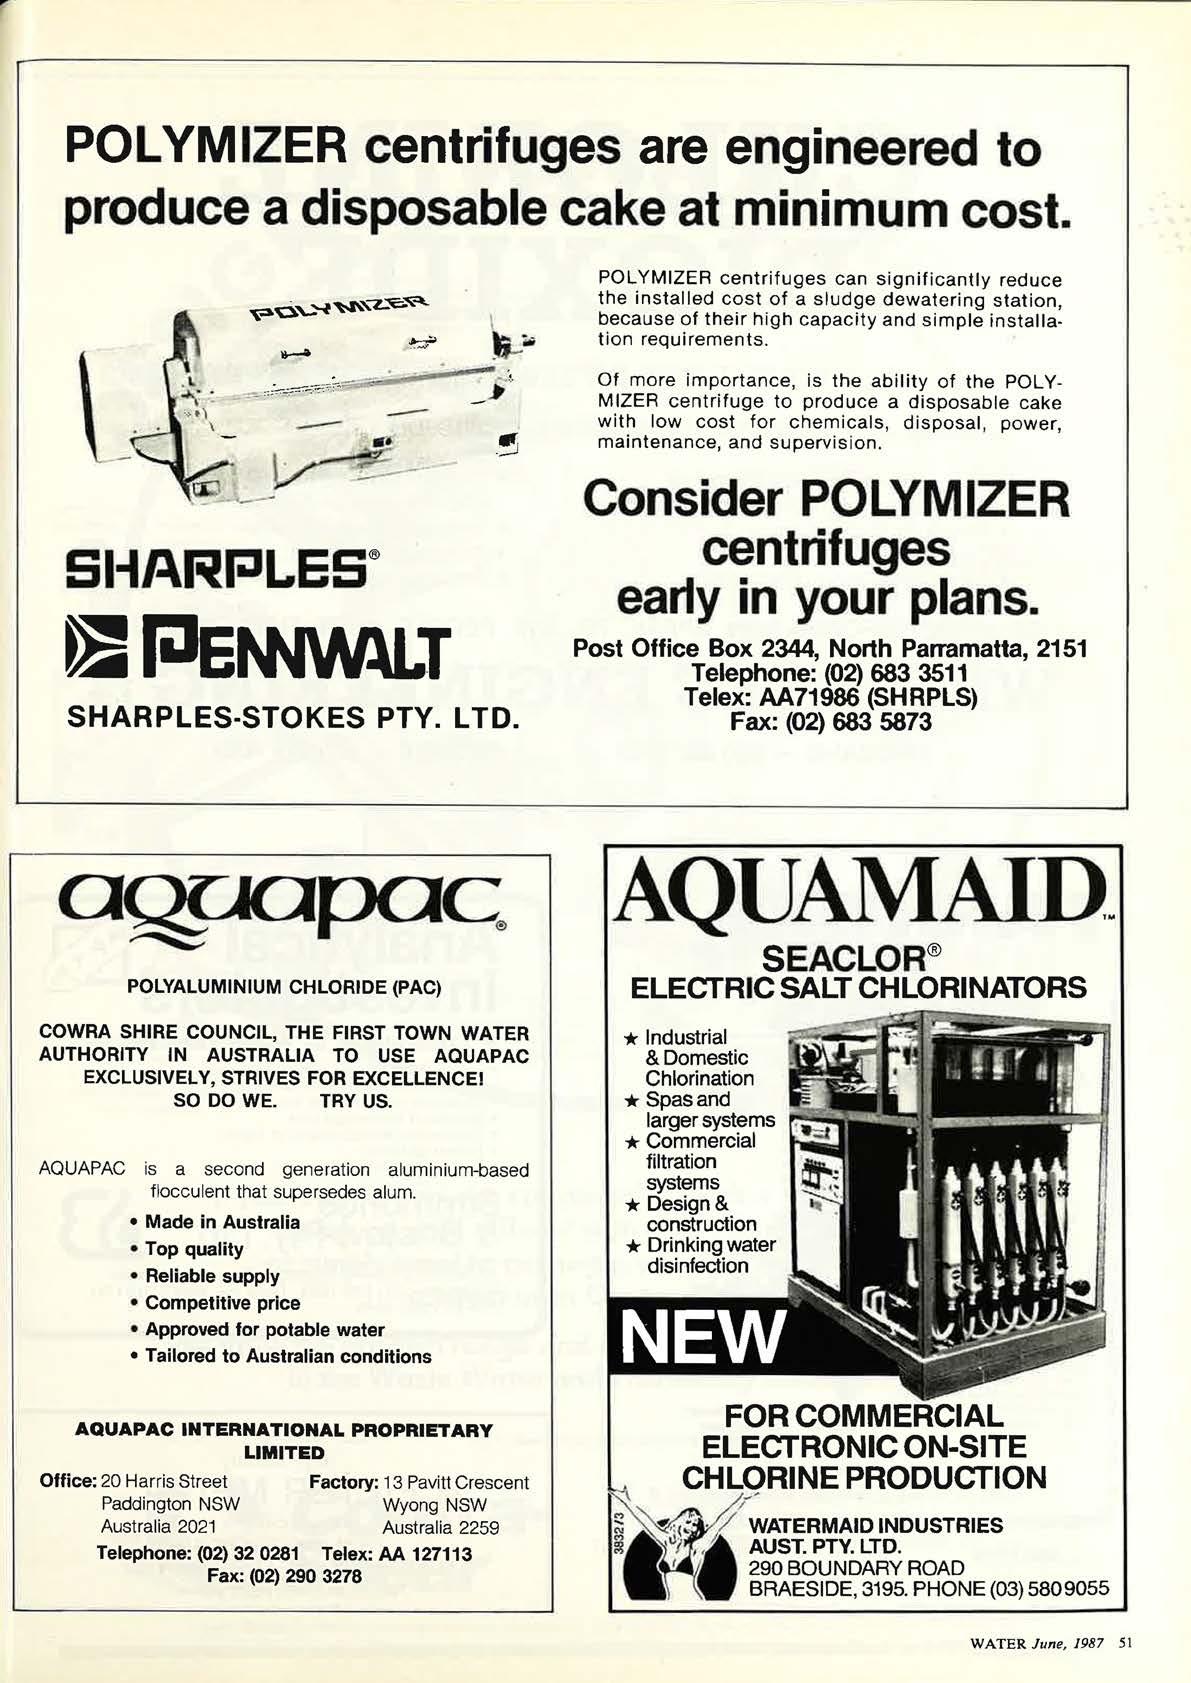 POLYMIZER centrifuges are engineered to
produce a disposable cake at minimum cost.
POLYMIZER
POLYMIZER centrifuges can significantly reduce
the installed cost of a sludge dewatering station,
because of their high capacity and simple installa-
tion requirements.
Of more importance, is the ability of the POLY-
MIZER centrifuge to produce a disposable cake
with low cost for chemicals, disposal, power,
maintenance, and supervision.
SHARPLES®
PENNWALT
SHARPLES-STOKES PTY. LTD.
Consider POLYMIZER
centrifuges
early in your plans.
Post Office Box 2344, North Parramatta, 2151
Telephone: (02) 683 3511
Telex: AA71986 (SHRPLS)
Fax: (02) 683 5873
aquapac®
POLYALUMINIUM CHLORIDE (PAC)
COWRA SHIRE COUNCIL, THE FIRST TOWN WATER
AUTHORITY IN AUSTRALIA TO USE AQUAPAC
EXCLUSIVELY, STRIVES FOR EXCELLENCE!
SO DO WE. TRY US.
AQUAPAC is a second generation aluminium-based
flocculent that supersedes alum.
• Made in Australia
• Top quality
• Reliable supply
• Competitive price
• Approved for potable water
• Tailored to Australian conditions
AQUAPAC INTERNATIONAL PROPRIETARY
LIMITED
Office: 20 Harris Street
Paddington NSW
Australia 2021
Factory: 13 Pavitt Crescent
Wyong NSW
Australia 2259
Telephone: (02) 32 0281 Telex: AA 127113
Fax: (02) 290 3278
AQUAMAID™
SEACLOR®
ELECTRIC SALT CHLORINATORS
★ Industrial
& Domestic
Chlorination
★ Spas and
larger systems
★ Commercial
filtration
systems
★ Design &
construction
★ Drinking water
disinfection
NEW
FOR COMMERCIAL
ELECTRONIC ON-SITE
CHLORINE PRODUCTION
3832/3
WATERMAID INDUSTRIES
AUST. PTY. LTD.
290 BOUNDARY ROAD
BRAESIDE, 3195. PHONE (03) 580 9055
WATER June, 1987 51